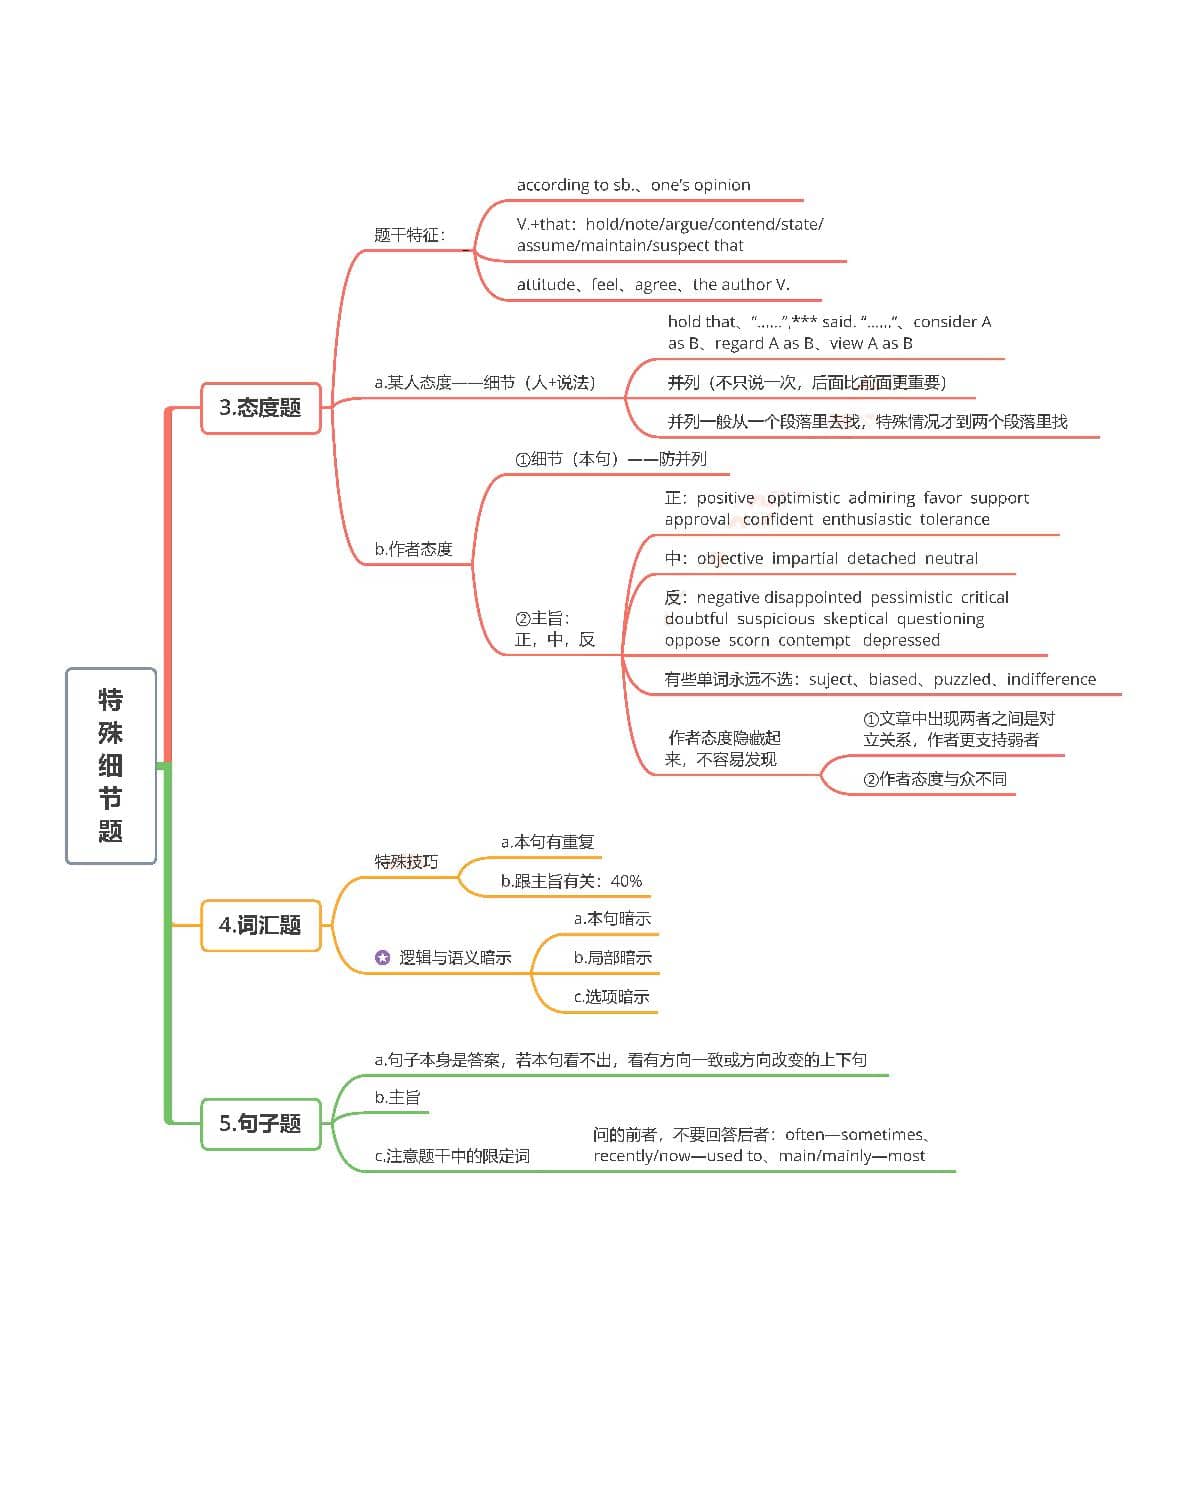 特殊细节题
3.态度题
题干特征：
according to sb.、one's opinion
V.+that：hold/note/argue/contend/state/
assume/maintain/suspect that
attitude、feel、agree、the author V.
a.某人态度——细节（人+说法）
hold that、“……”,*** said. “……“、consider A
as B、regard A as B、view A as B
并列（不只说一次，后面比前面更重要）
并列一般从一个段落里去找，特殊情况才到两个段落里找
b.作者态度
①细节（本句）——防并列
②主旨：
正，中，反
正：positive optimistic admiring favor support
approval confident enthusiastic tolerance
中：objective impartial detached neutral
反：negative disappointed pessimistic critical
doubtful suspicious skeptical questioning
oppose scorn contempt depressed
有些单词永远不选：suject、biased、puzzled、indifference
作者态度隐藏起
来，不容易发现
①文章中出现两者之间是对
立关系，作者更支持弱者
②作者态度与众不同
4.词汇题
特殊技巧
a.本句有重复
b.跟主旨有关：40%
逻辑与语义暗示
a.本句暗示
b.局部暗示
c.选项暗示
5.句子题
a.句子本身是答案，若本句看不出，看有方向一致或方向改变的上下句
b.主旨
c.注意题干中的限定词
问的前者，不要回答后者：often—sometimes、
recently/now—used to、main/mainly—most